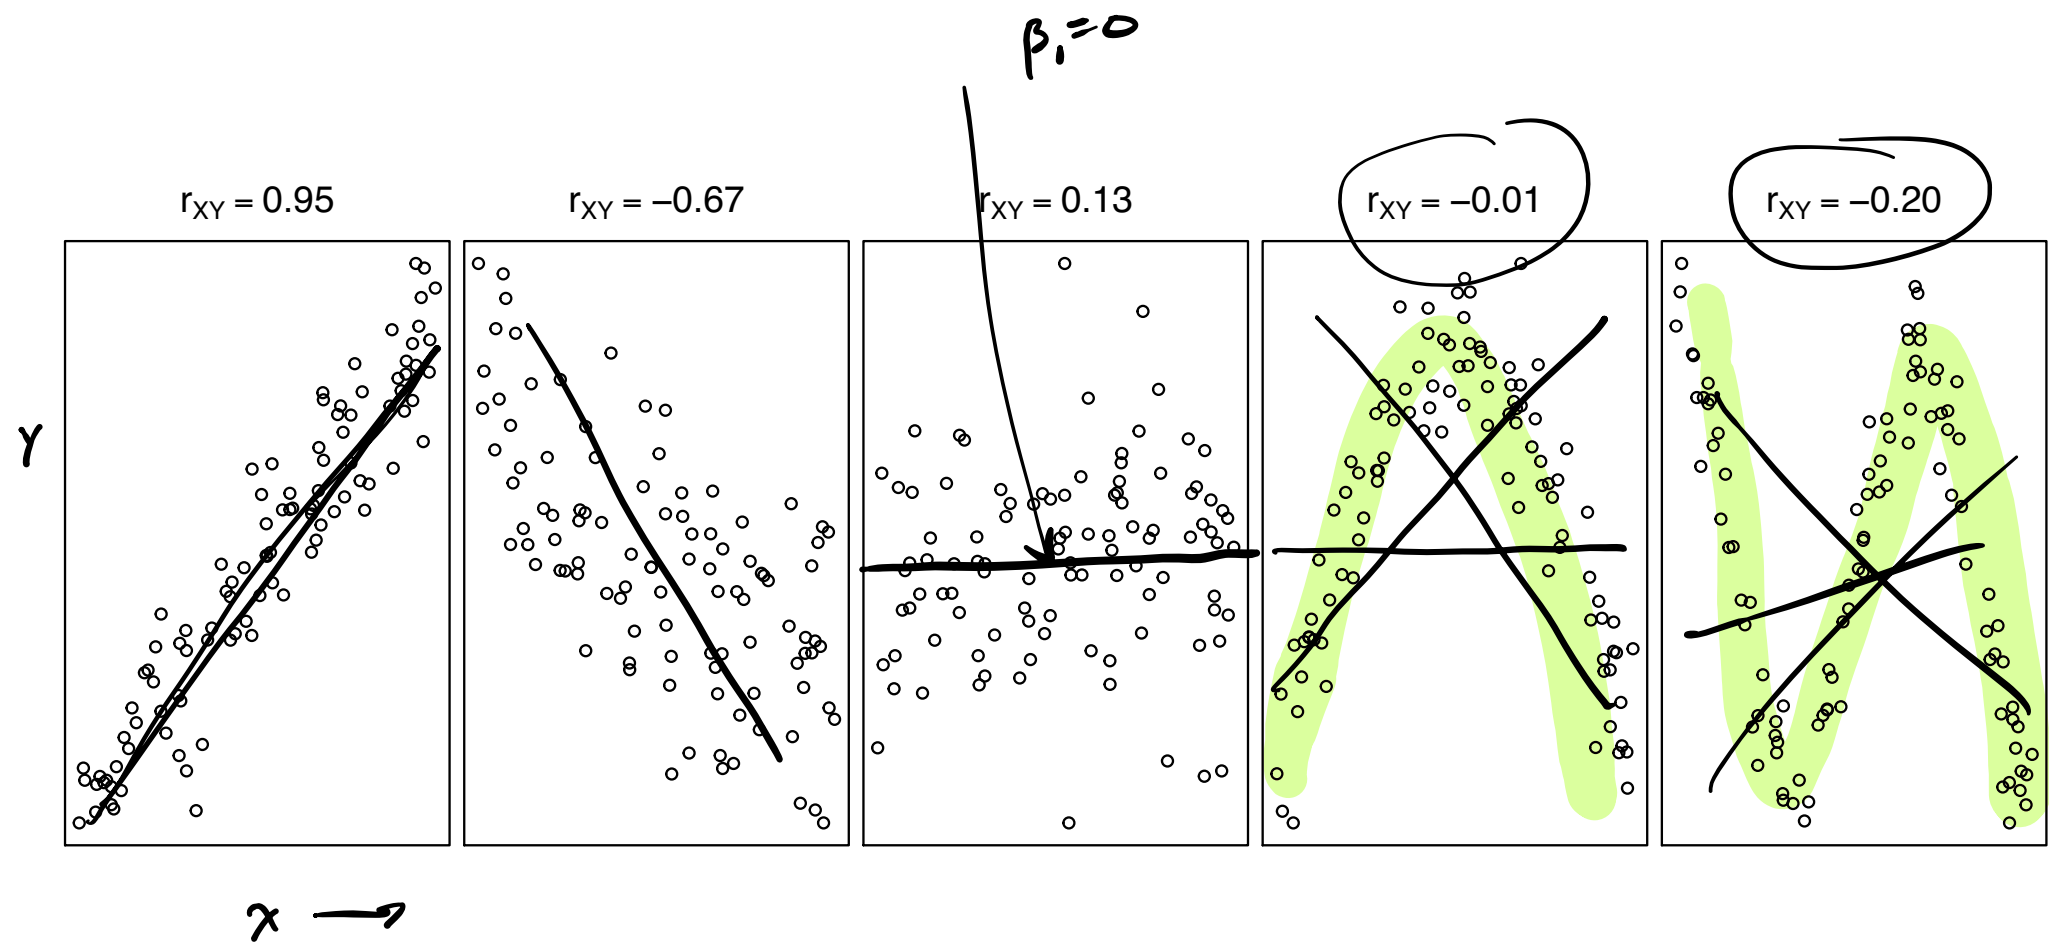 β₁=0
r_XY = 0.95
r_XY = −0.67
r_XY = 0.13
r_XY = −0.01
r_XY = −0.20
Y
x